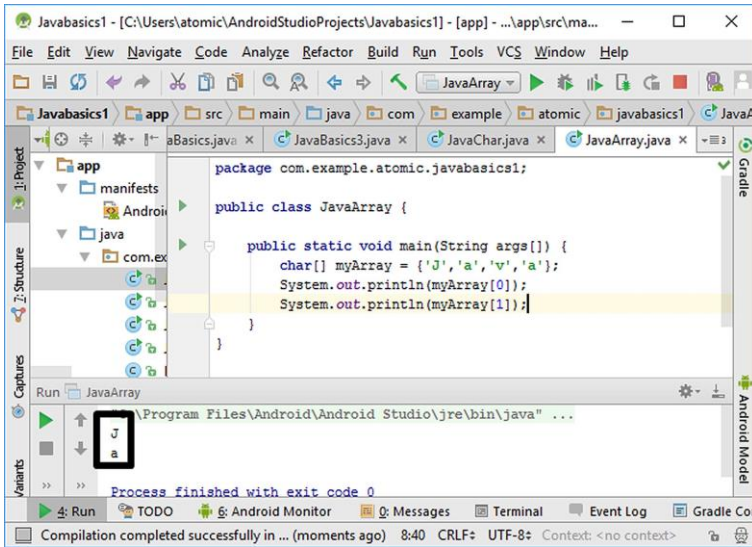 Javabasics1 - [C:\Users\atomic\AndroidStudioProjects\Javabasics1] - [app] - ...\app\src\ma...
File Edit View Navigate Code Analyze Refactor Build Run Tools VCS Window Help
JavaArray
Javabasics1 app src main java com example atomic javabasics1 JavaA
aBasics.java JavaBasics3.java JavaChar.java JavaArray.java
1: Project
7: Structure
Captures
Variants
app
manifests
Androi
java
com.ex
package com.example.atomic.javabasics1;
public class JavaArray {
public static void main(String args[]) {
char[] myArray = {'J','a','v','a'};
System.out.println(myArray[0]);
System.out.println(myArray[1]);
}
}
Gradle
Android Model
Run JavaArray
\Program Files\Android\Android Studio\jre\bin\java" ...
J
a
Process finished with exit code 0
4: Run TODO 6: Android Monitor 0: Messages Terminal Event Log Gradle Co
Compilation completed successfully in ... (moments ago) 8:40 CRLF UTF-8 Context: <no context>